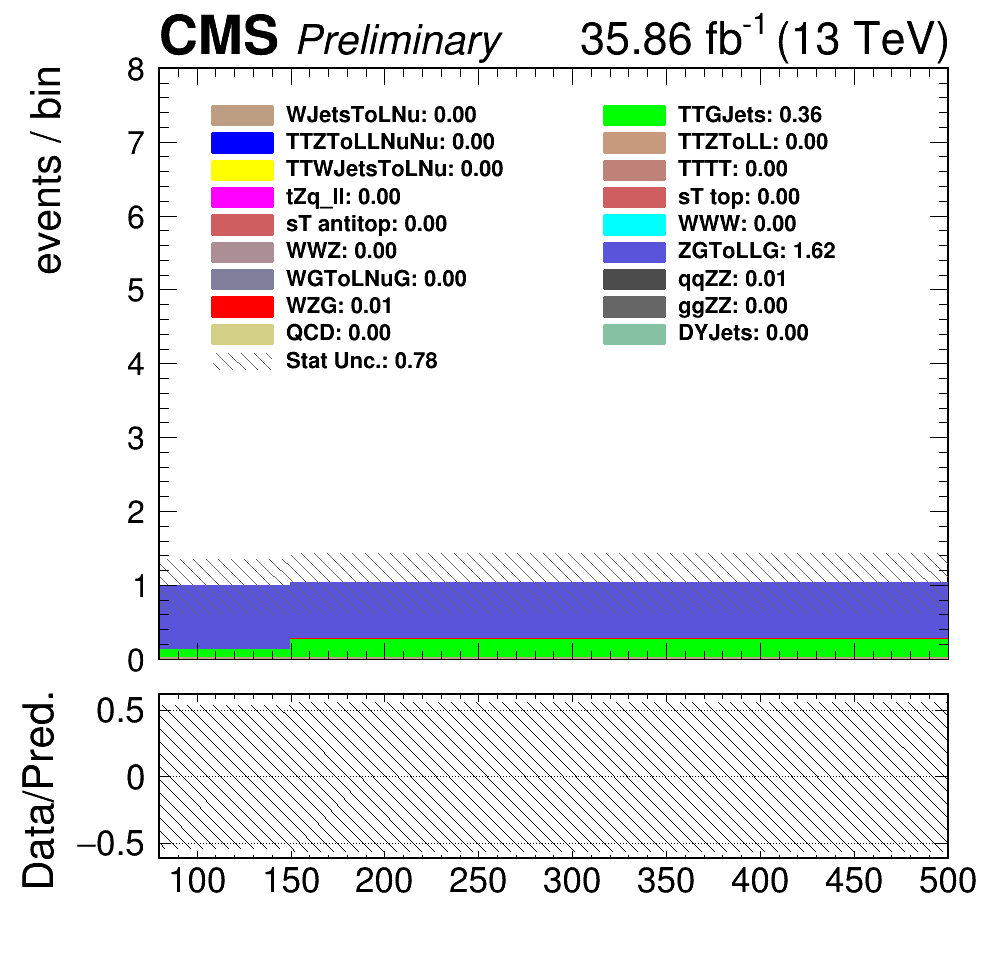 CMS Preliminary 35.86 fb-1 (13 TeV)
events / bin
8
7
6
5
4
3
2
1
0
WJetsToLNu: 0.00
TTZToLLNuNu: 0.00
TTWJetsToLNu: 0.00
tZq_ll: 0.00
sT antitop: 0.00
WWZ: 0.00
WGToLNuG: 0.00
WZG: 0.01
QCD: 0.00
Stat Unc.: 0.78
TTGJets: 0.36
TTZToLL: 0.00
TTTT: 0.00
sT top: 0.00
WWW: 0.00
ZGToLLG: 1.62
qqZZ: 0.01
ggZZ: 0.00
DYJets: 0.00
Data/Pred.
0.5
0
−0.5
100 150 200 250 300 350 400 450 500